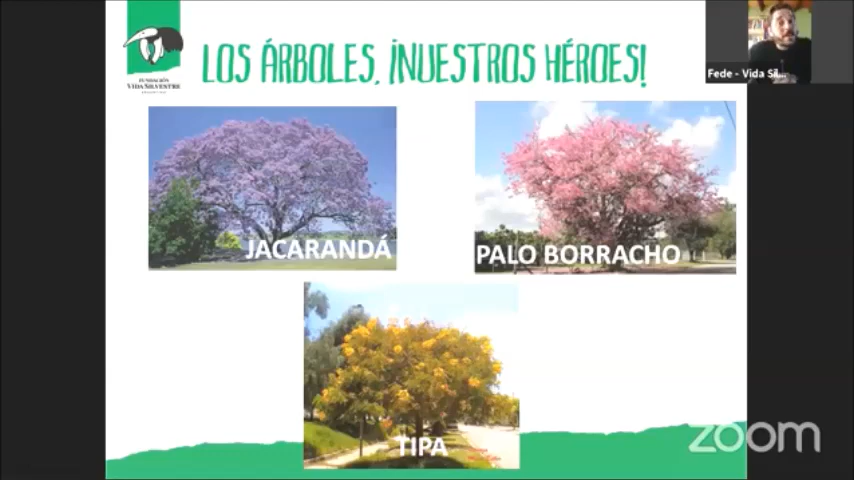 LOS ÁRBOLES, ¡NUESTROS HÉROES!
FUNDACIÓN
VIDA SILVESTRE
Fede - Vida Sil...
JACARANDÁ
PALO BORRACHO
TIPA
zoom